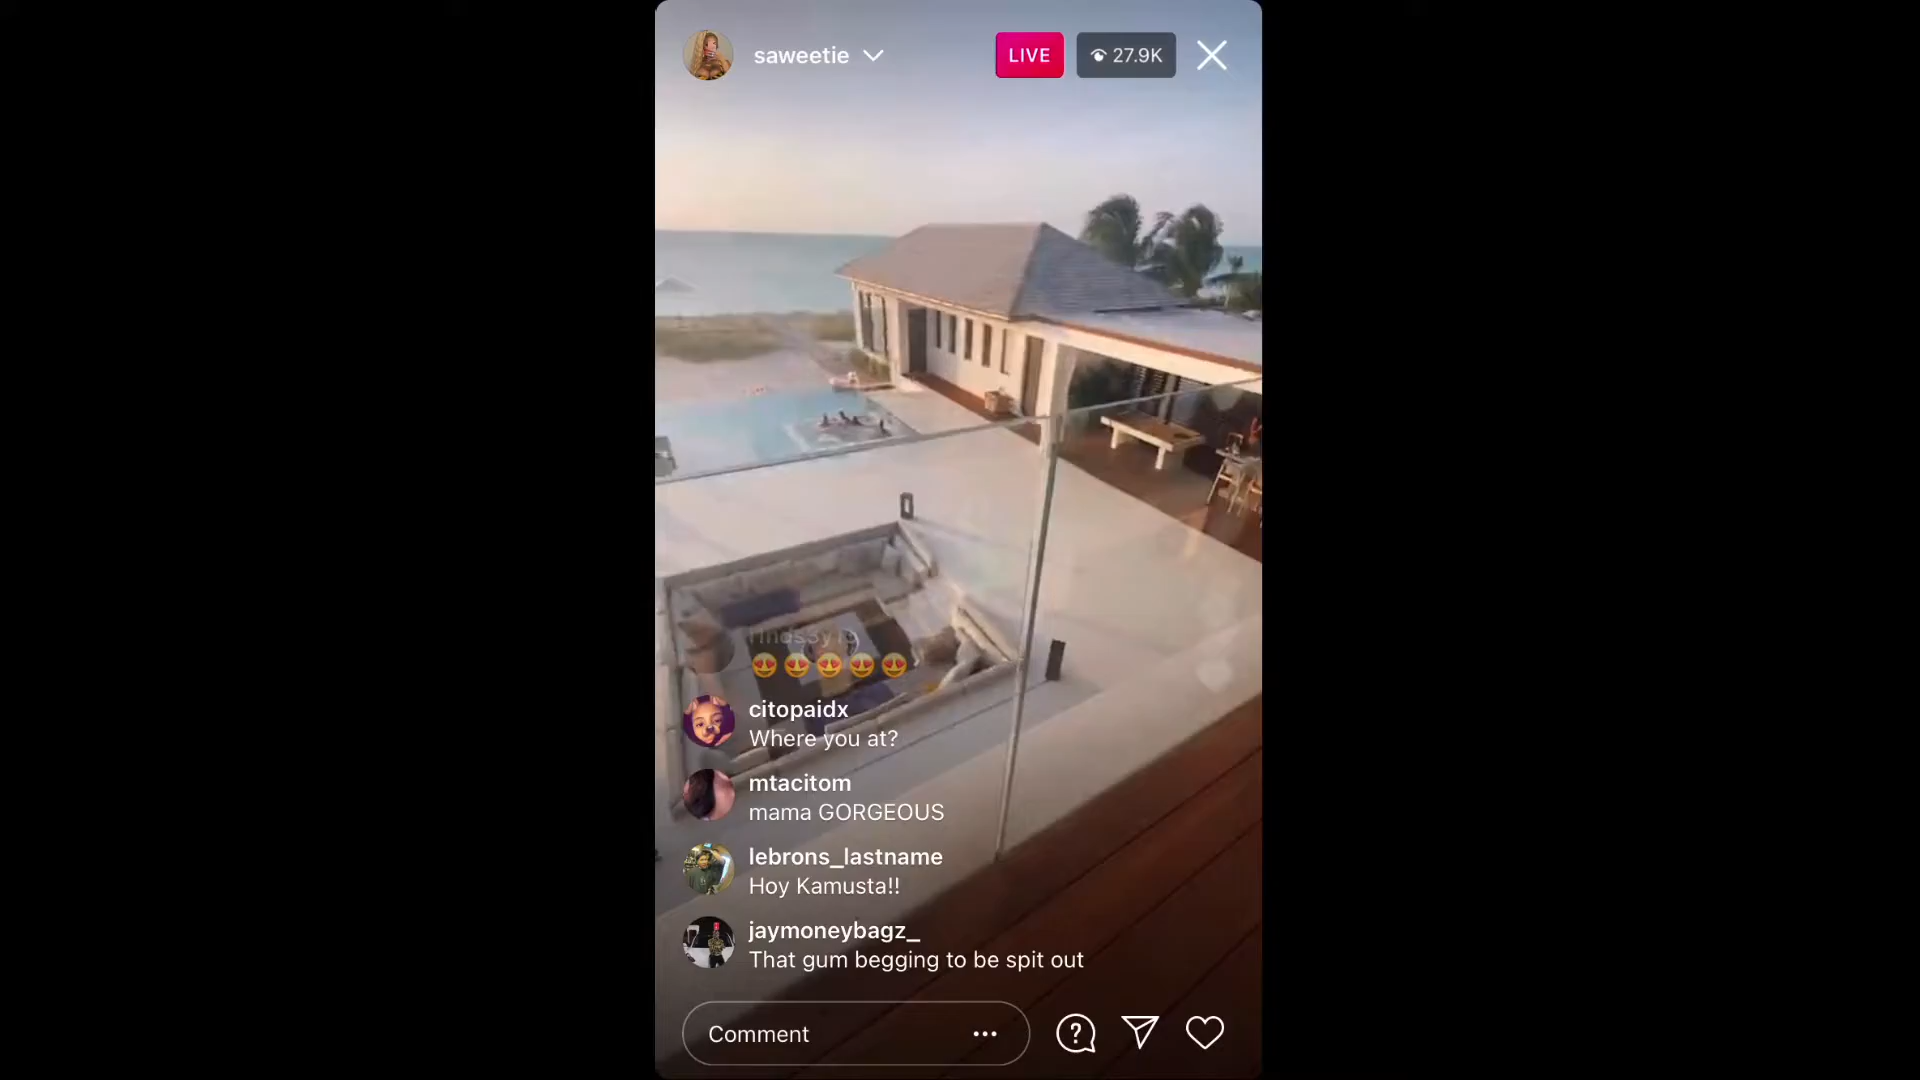 saweetie
LIVE
27.9K
😍😍😍😍😍
citopaidx
Where you at?
mtacitom
mama GORGEOUS
lebrons_lastname
Hoy Kamusta!!
jaymoneybagz_
That gum begging to be spit out
Comment